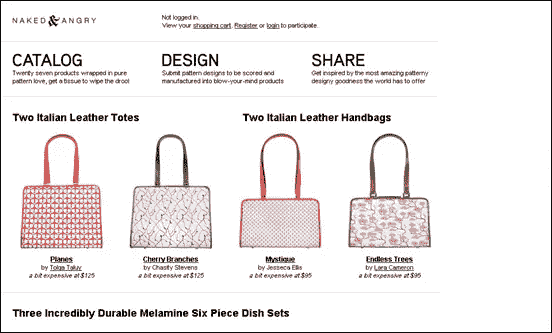 NAKED & ANGRY
Not logged in.
View your shopping cart. Register or login to participate.
CATALOG
Twenty seven products wrapped in pure
pattern love, get a tissue to wipe the drool
DESIGN
Submit pattern designs to be scored and
manufactured into blow-your-mind products
SHARE
Get inspired by the most amazing patterny
designy goodness the world has to offer
Two Italian Leather Totes
Two Italian Leather Handbags
Planes
by Tolga Taluy
a bit expensive at $125
Cherry Branches
by Chasity Stevens
a bit expensive at $125
Mystique
by Jesseca Ellis
a bit expensive at $95
Endless Trees
by Lara Cameron
a bit expensive at $95
Three Incredibly Durable Melamine Six Piece Dish Sets